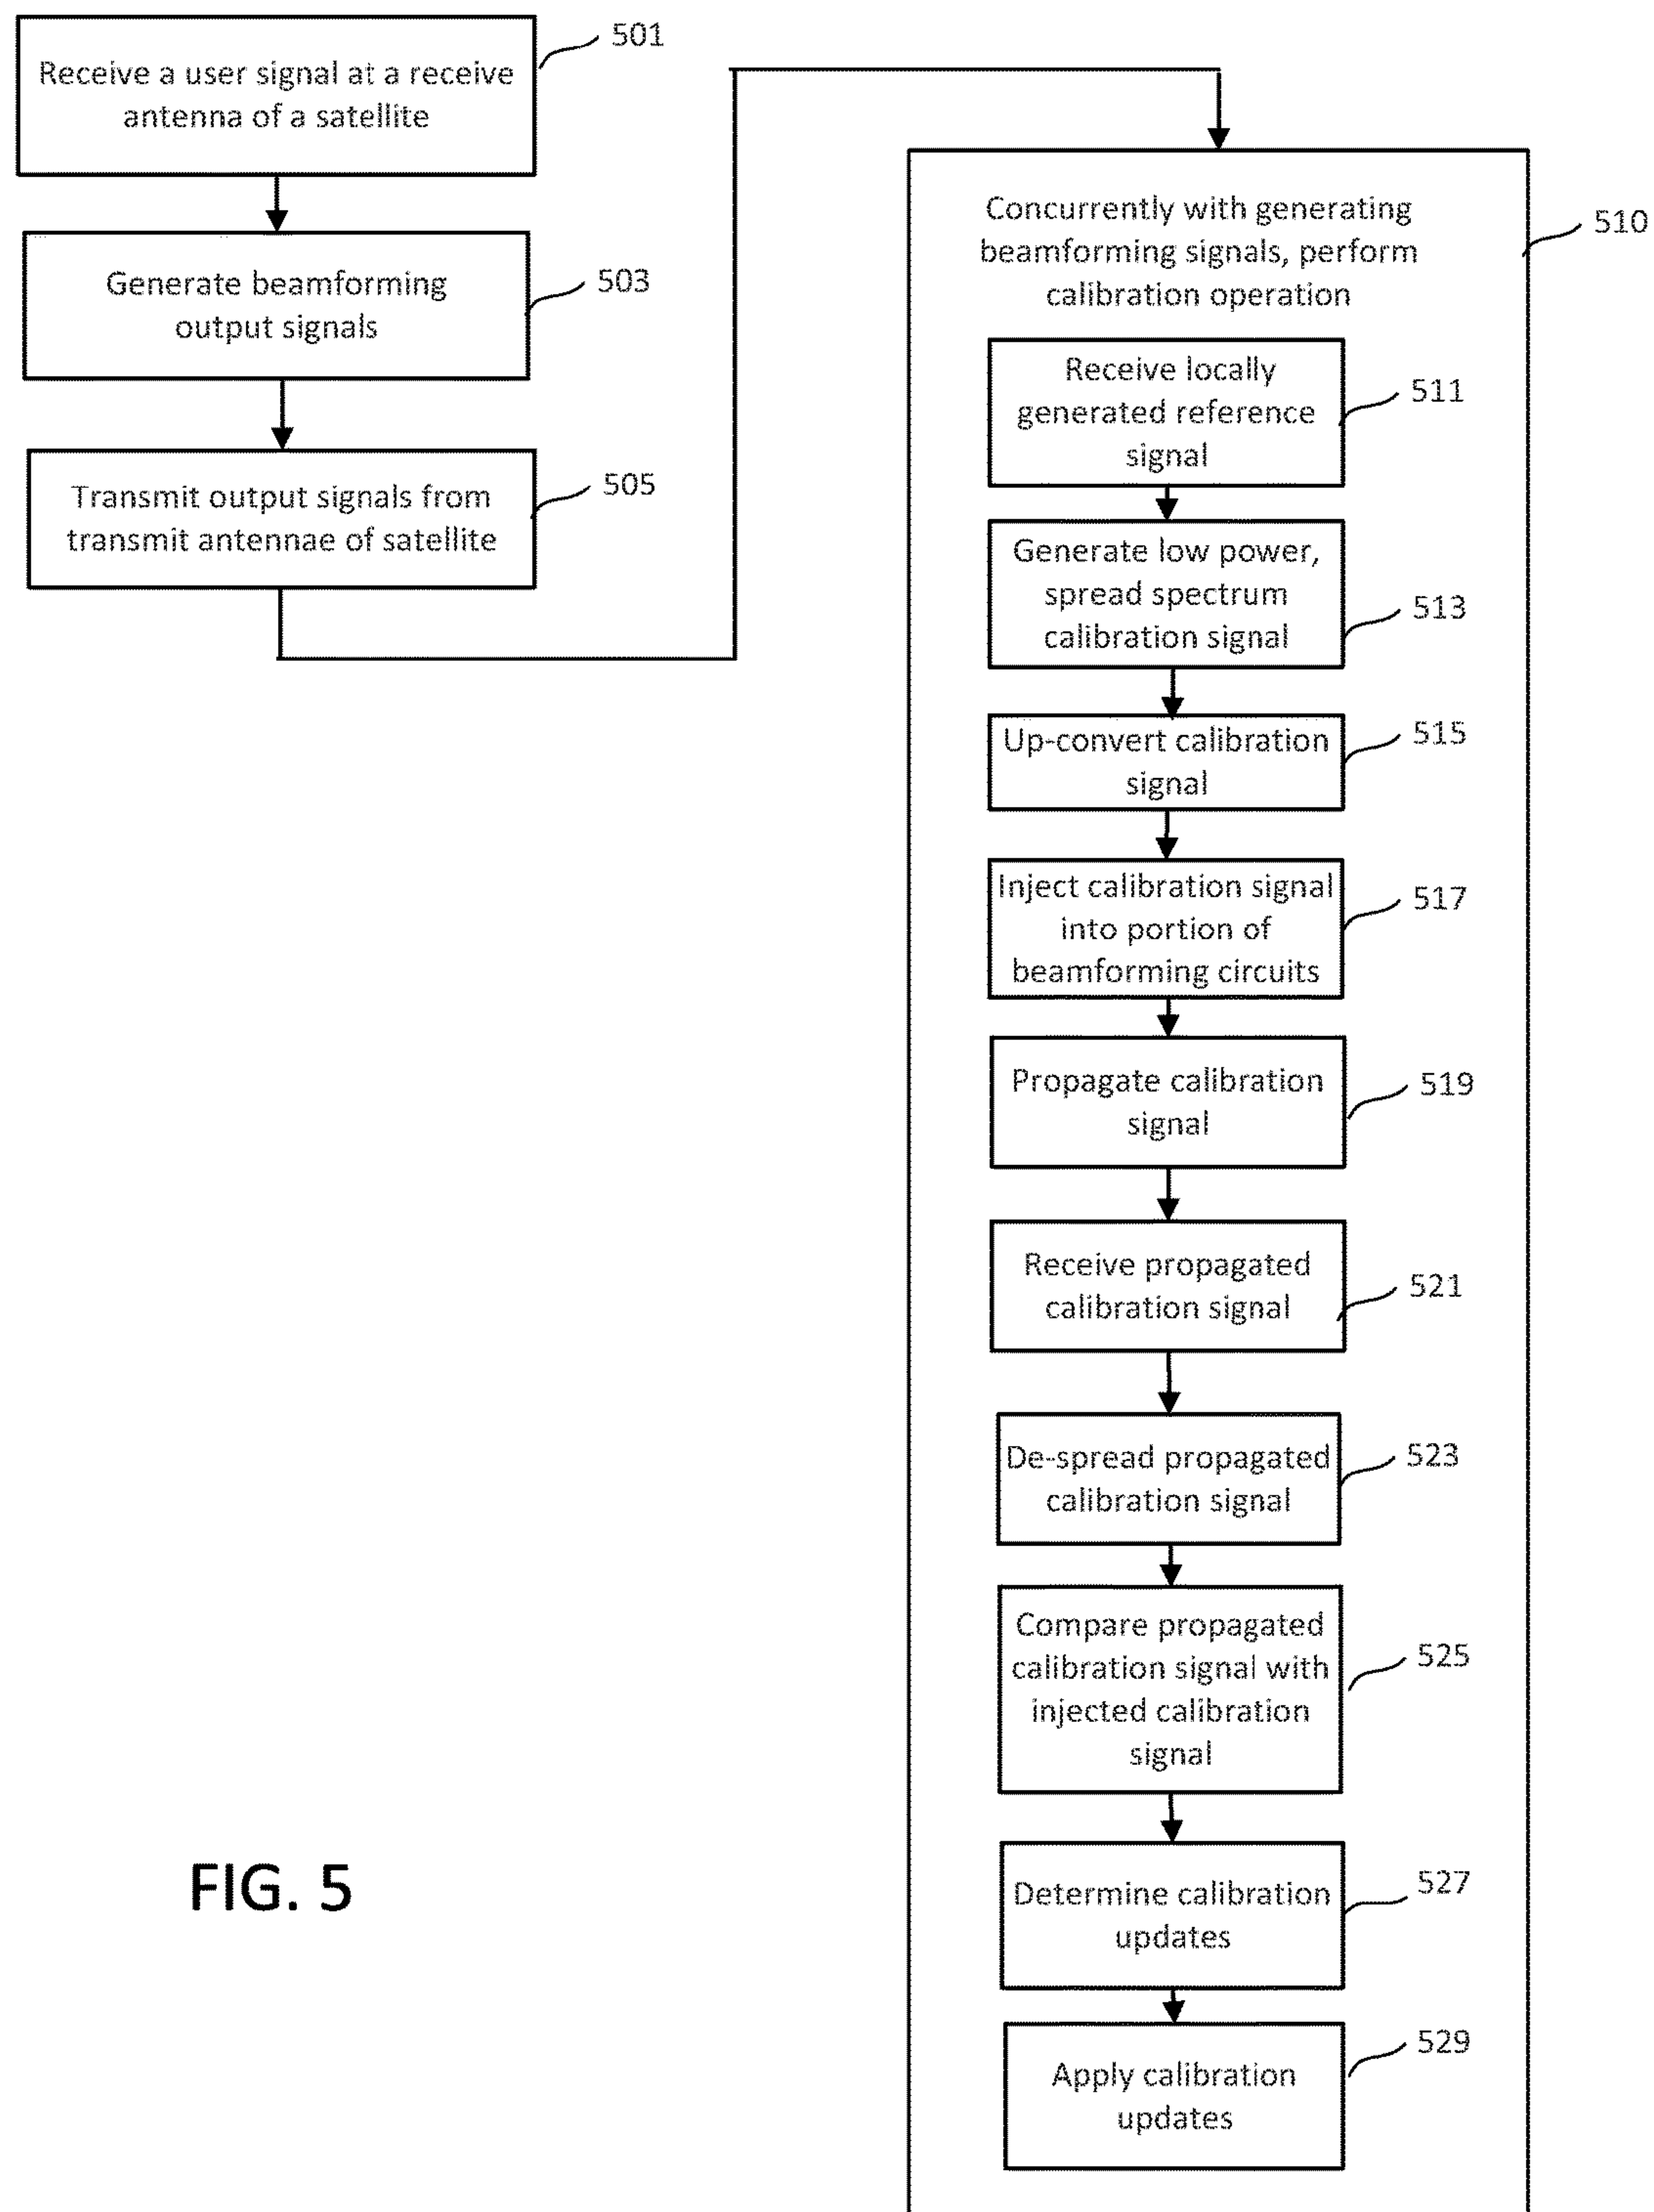 Receive a user signal at a receive
antenna of a satellite
501
Generate beamforming
output signals
503
Transmit output signals from
transmit antennae of satellite
505
Concurrently with generating
beamforming signals, perform
calibration operation
510
Receive locally
generated reference
signal
511
Generate low power,
spread spectrum
calibration signal
513
Up-convert calibration
signal
515
Inject calibration signal
into portion of
beamforming circuits
517
Propagate calibration
signal
519
Receive propagated
calibration signal
521
De-spread propagated
calibration signal
523
Compare propagated
calibration signal with
injected calibration
signal
525
Determine calibration
updates
527
Apply calibration
updates
529
FIG. 5